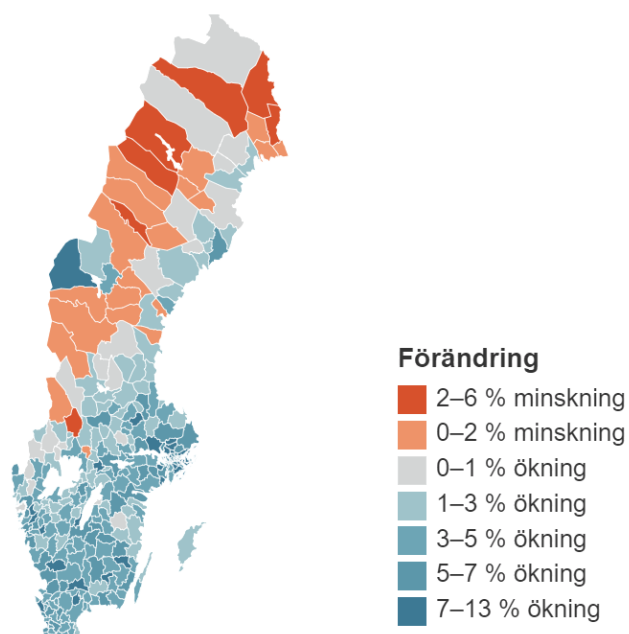 Förändring
2–6 % minskning
0–2 % minskning
0–1 % ökning
1–3 % ökning
3–5 % ökning
5–7 % ökning
7–13 % ökning